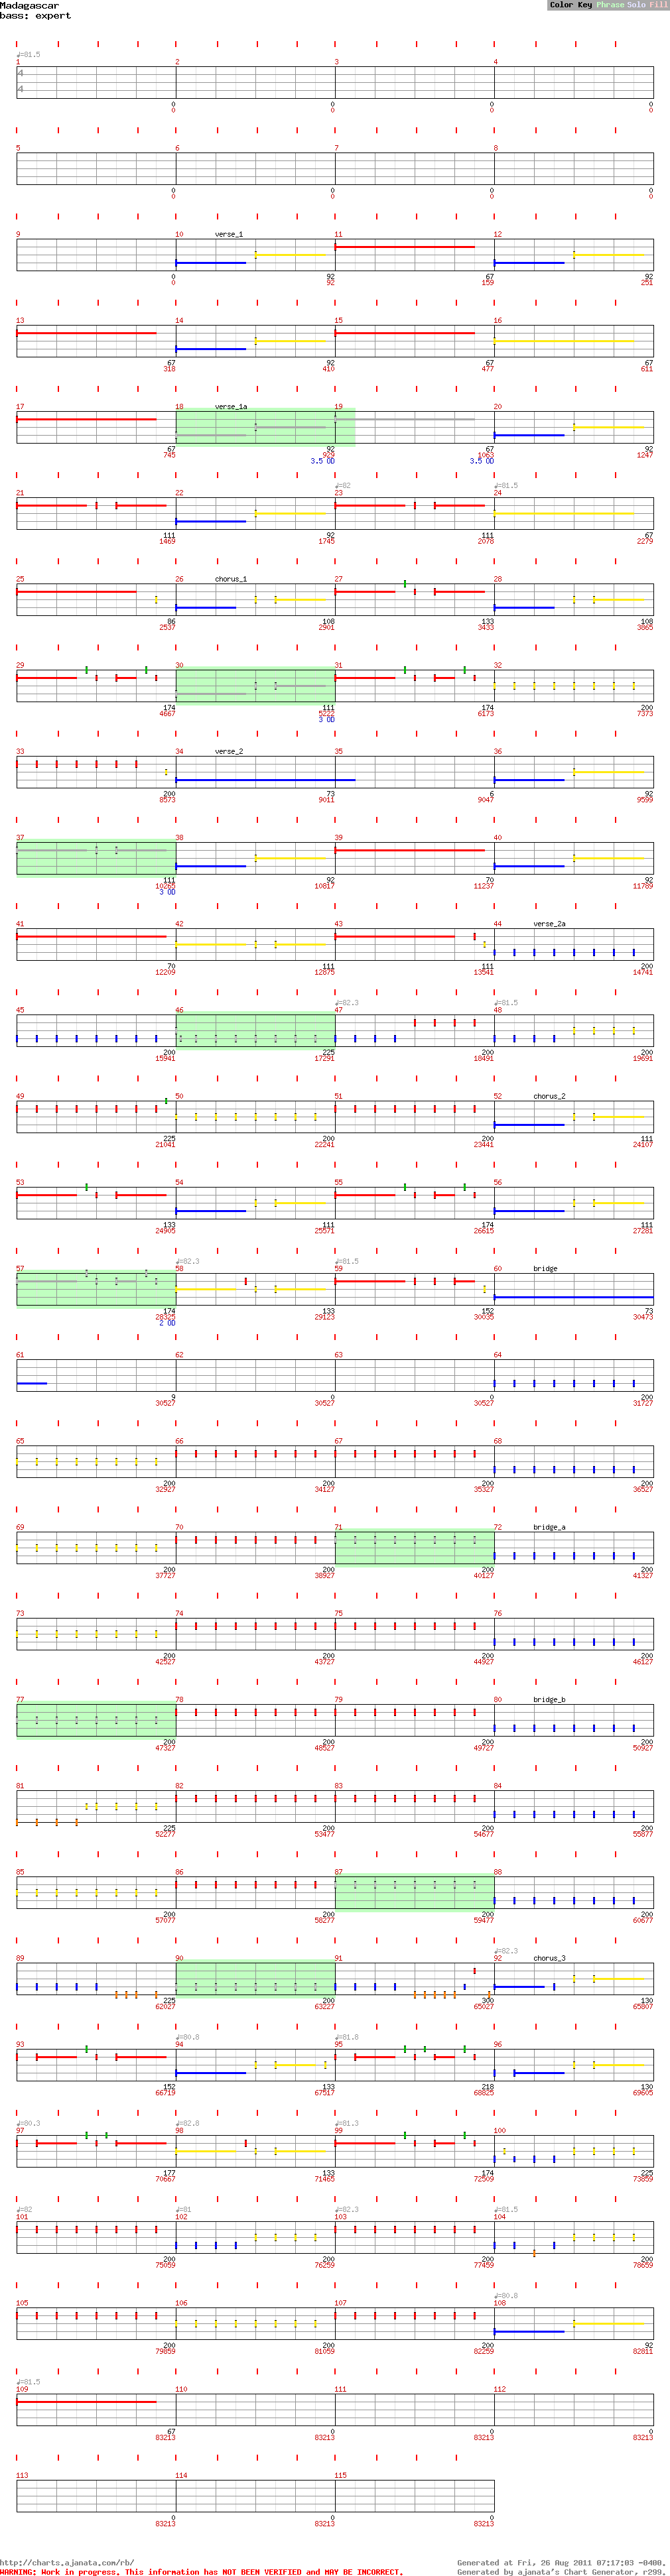 Madagascar
bass: expert
Color Key Phrase Solo Fill
♩=81.5
1 2 3 4
4
4
0 0 0 0
0 0 0 0
5 6 7 8
0 0 0 0
0 0 0 0
9 10 verse_1 11 12
0 92 67 92
0 92 159 251
13 14 15 16
67 92 67 67
318 410 477 611
17 18 verse_1a 19 20
67 92 67 92
745 929 1063 1247
3.5 OD 3.5 OD
♩=82 ♩=81.5
21 22 23 24
111 92 111 67
1469 1745 2078 2279
25 26 chorus_1 27 28
86 108 133 108
2537 2901 3433 3865
29 30 31 32
174 111 174 200
4667 5222 6173 7373
3 OD
33 34 verse_2 35 36
200 73 6 92
8573 9011 9047 9599
37 38 39 40
111 92 70 92
10265 10817 11237 11789
3 OD
41 42 43 44 verse_2a
70 111 111 200
12209 12875 13541 14741
♩=82.3 ♩=81.5
45 46 47 48
200 225 200 200
15941 17291 18491 19691
49 50 51 52 chorus_2
225 200 200 111
21041 22241 23441 24107
53 54 55 56
133 111 174 111
24905 25571 26615 27281
♩=82.3 ♩=81.5
57 58 59 60 bridge
174 133 152 73
28325 29123 30035 30473
2 OD
61 62 63 64
9 0 0 200
30527 30527 30527 31727
65 66 67 68
200 200 200 200
32927 34127 35327 36527
69 70 71 72 bridge_a
200 200 200 200
37727 38927 40127 41327
73 74 75 76
200 200 200 200
42527 43727 44927 46127
77 78 79 80 bridge_b
200 200 200 200
47327 48527 49727 50927
81 82 83 84
225 200 200 200
52277 53477 54677 55877
85 86 87 88
200 200 200 200
57077 58277 59477 60677
♩=82.3
89 90 91 92 chorus_3
225 200 300 130
62027 63227 65027 65807
♩=80.8 ♩=81.8
93 94 95 96
152 133 218 130
66719 67517 68825 69605
♩=80.3 ♩=82.8 ♩=81.3
97 98 99 100
177 133 174 225
70667 71465 72509 73859
♩=82 ♩=81 ♩=82.3 ♩=81.5
101 102 103 104
200 200 200 200
75059 76259 77459 78659
♩=80.8
105 106 107 108
200 200 200 92
79859 81059 82259 82811
♩=81.5
109 110 111 112
67 0 0 0
83213 83213 83213 83213
113 114 115
0 0
83213 83213
http://charts.ajanata.com/rb/
Generated at Fri, 26 Aug 2011 07:17:03 -0400.
WARNING: Work in progress. This information has NOT BEEN VERIFIED and MAY BE INCORRECT.
Generated by ajanata's Chart Generator, r299.